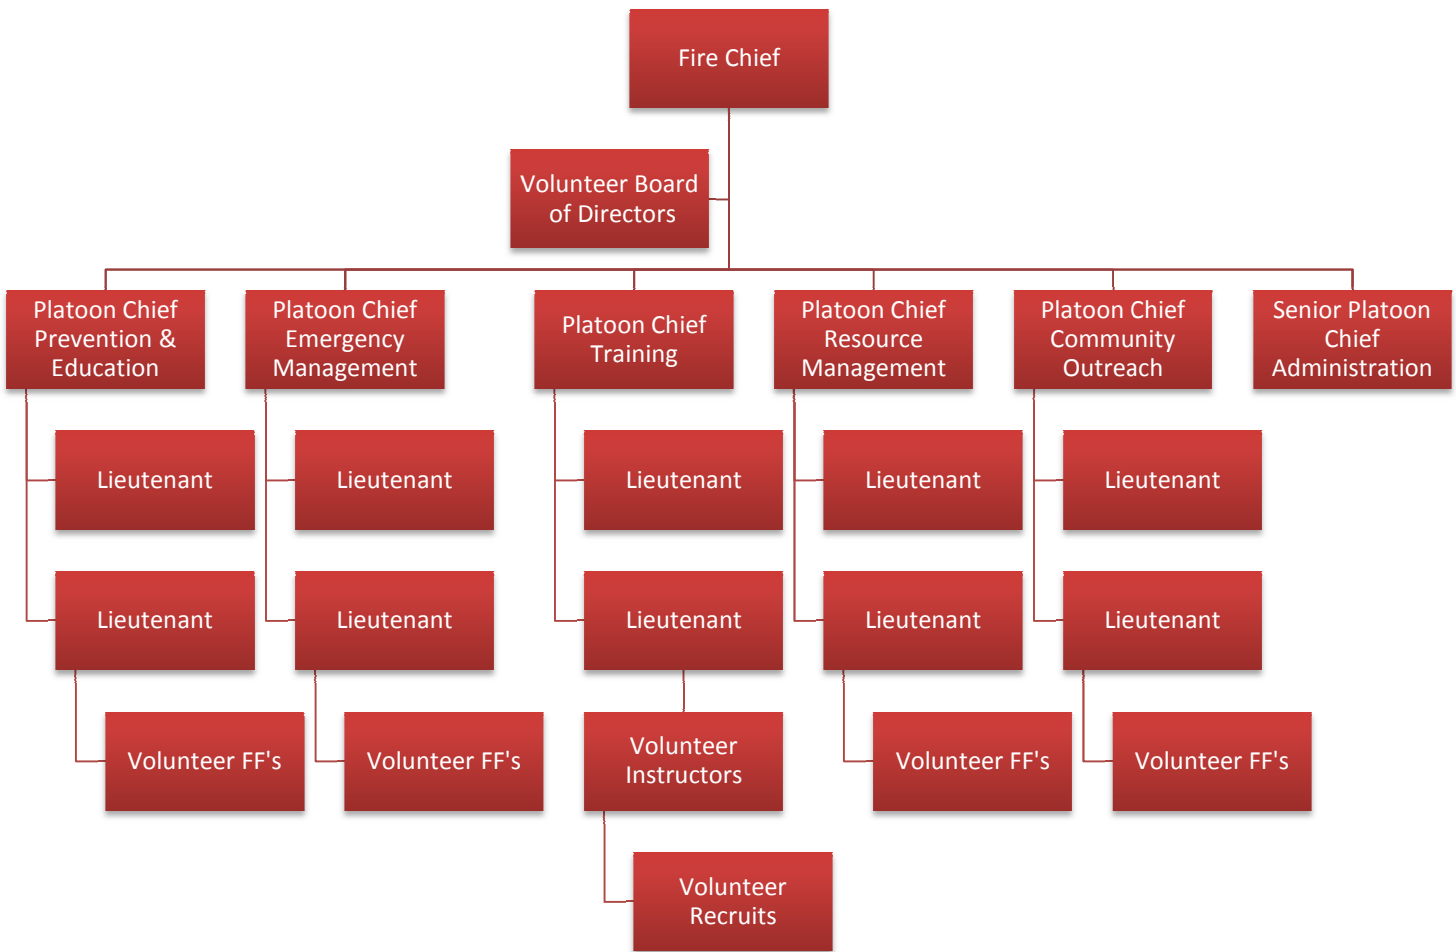 Fire Chief
Volunteer Board
of Directors
Platoon Chief
Prevention &
Education
Platoon Chief
Emergency
Management
Platoon Chief
Training
Platoon Chief
Resource
Management
Platoon Chief
Community
Outreach
Senior Platoon
Chief
Administration
Lieutenant
Lieutenant
Lieutenant
Lieutenant
Lieutenant
Lieutenant
Lieutenant
Lieutenant
Lieutenant
Lieutenant
Volunteer FF's
Volunteer FF's
Volunteer
Instructors
Volunteer FF's
Volunteer FF's
Volunteer
Recruits